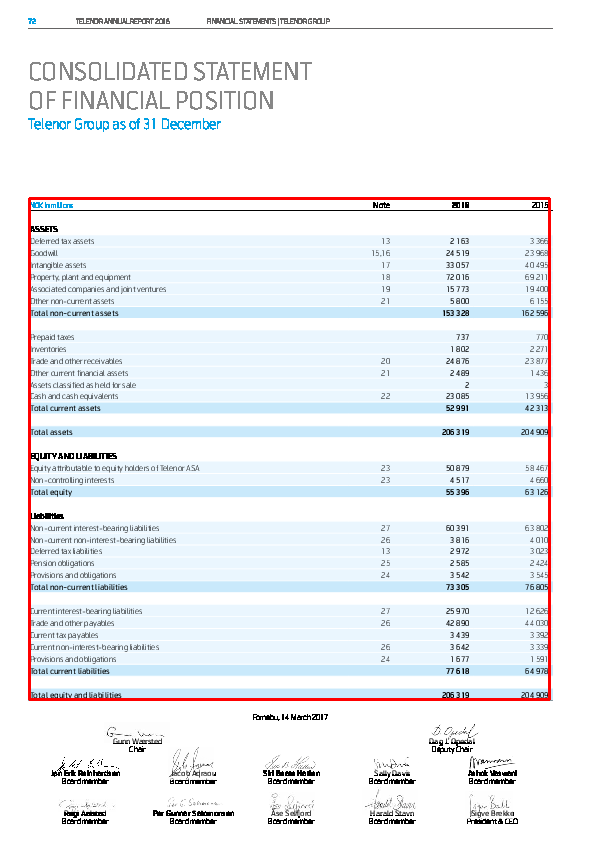 72 TELENOR ANNUAL REPORT 2016 FINANCIAL STATEMENTS | TELENOR GROUP
CONSOLIDATED STATEMENT
OF FINANCIAL POSITION
Telenor Group as of 31 December
NOK in millions Note 2016 2015
ASSETS
Deferred tax assets 13 2 163 3 366
Goodwill 15,16 24 519 23 968
Intangible assets 17 33 057 40 495
Property, plant and equipment 18 72 016 69 211
Associated companies and joint ventures 19 15 773 19 400
Other non-current assets 21 5 800 6 155
Total non-current assets 153 328 162 596
Prepaid taxes 737 770
Inventories 1 802 2 271
Trade and other receivables 20 24 876 23 877
Other current financial assets 21 2 489 1 436
Assets classified as held for sale 2 3
Cash and cash equivalents 22 23 085 13 956
Total current assets 52 991 42 313
Total assets 206 319 204 909
EQUITY AND LIABILITIES
Equity attributable to equity holders of Telenor ASA 23 50 879 58 467
Non-controlling interests 23 4 517 4 660
Total equity 55 396 63 126
Liabilities
Non-current interest-bearing liabilities 27 60 391 63 802
Non-current non-interest-bearing liabilities 26 3 816 4 010
Deferred tax liabilities 13 2 972 3 023
Pension obligations 25 2 585 2 424
Provisions and obligations 24 3 542 3 545
Total non-current liabilities 73 305 76 805
Current interest-bearing liabilities 27 25 970 12 626
Trade and other payables 26 42 890 44 030
Current tax payables 3 439 3 392
Current non-interest-bearing liabilities 26 3 642 3 339
Provisions and obligations 24 1 677 1 591
Total current liabilities 77 618 64 978
Total equity and liabilities 206 319 204 909
Fornebu, 14 March 2017
Gunn Wærsted Dag J. Opedal
Chair Deputy Chair
Jon Erik Reinhardsen Jacob Aqraou Siri Beate Hatlen Sally Davis Ashok Vaswani
Board member Board member Board member Board member Board member
Regi Aalstad Per Gunnar Salomonsen Åse Selfjord Harald Stavn Sigve Brekke
Board member Board member Board member Board member President & CEO